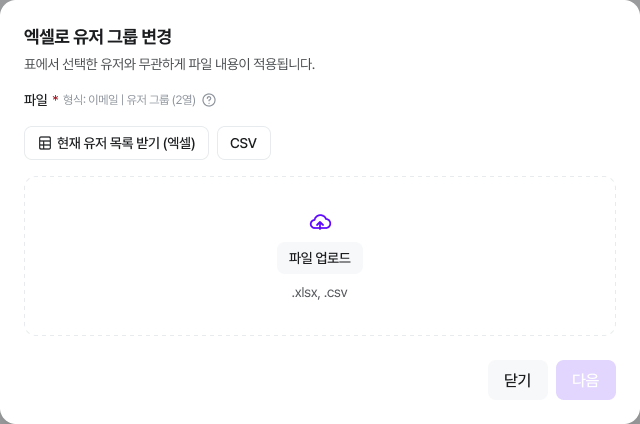 엑셀로 유저 그룹 변경
표에서 선택한 유저와 무관하게 파일 내용이 적용됩니다.
파일 * 형식: 이메일 | 유저 그룹 (2열) ?
현재 유저 목록 받기 (엑셀) CSV
파일 업로드
.xlsx, .csv
닫기 다음